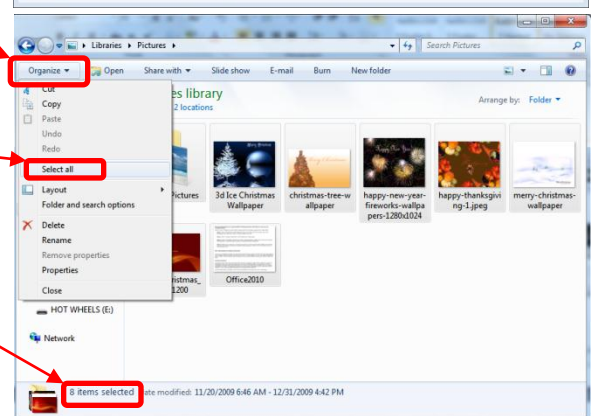 Libraries ▸ Pictures ▸
Search Pictures
Organize ▾ Open Share with ▾ Slide show E-mail Burn New folder
Cut
Copy
Paste
Undo
Redo
Select all
Layout
Folder and search options
Delete
Rename
Remove properties
Properties
Close
es library
2 locations
Arrange by: Folder ▾
Pictures
3d Ice Christmas
Wallpaper
christmas-tree-w
allpaper
happy-new-year-
fireworks-wallpa
pers-1280x1024
happy-thanksgivi
ng-1.jpeg
merry-christmas-
wallpaper
ristmas_
1200
Office2010
HOT WHEELS (E:)
Network
8 items selected ate modified: 11/20/2009 6:46 AM - 12/31/2009 4:42 PM